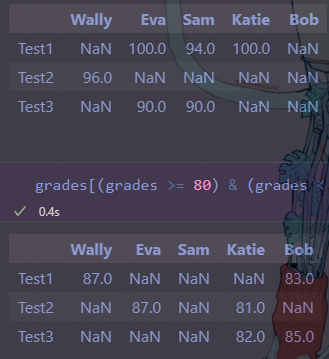 Wally Eva Sam Katie Bob
Test1 NaN 100.0 94.0 100.0 NaN
Test2 96.0 NaN NaN NaN NaN
Test3 NaN 90.0 90.0 NaN NaN
grades[(grades >= 80) & (grades <
0.4s
Wally Eva Sam Katie Bob
Test1 87.0 NaN NaN NaN 83.0
Test2 NaN 87.0 NaN 81.0 NaN
Test3 NaN NaN NaN 82.0 85.0